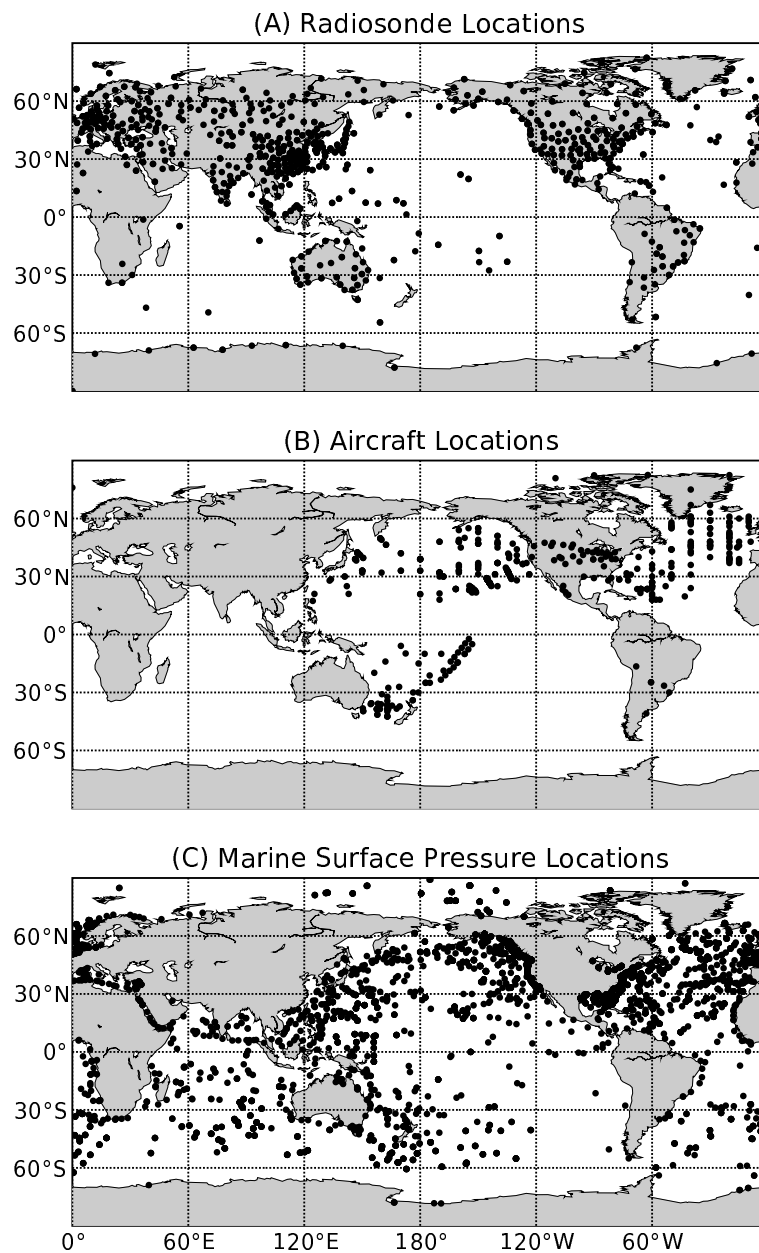 (A) Radiosonde Locations
60°N
30°N
0°
30°S
60°S
(B) Aircraft Locations
60°N
30°N
0°
30°S
60°S
(C) Marine Surface Pressure Locations
60°N
30°N
0°
30°S
60°S
0° 60°E 120°E 180° 120°W 60°W